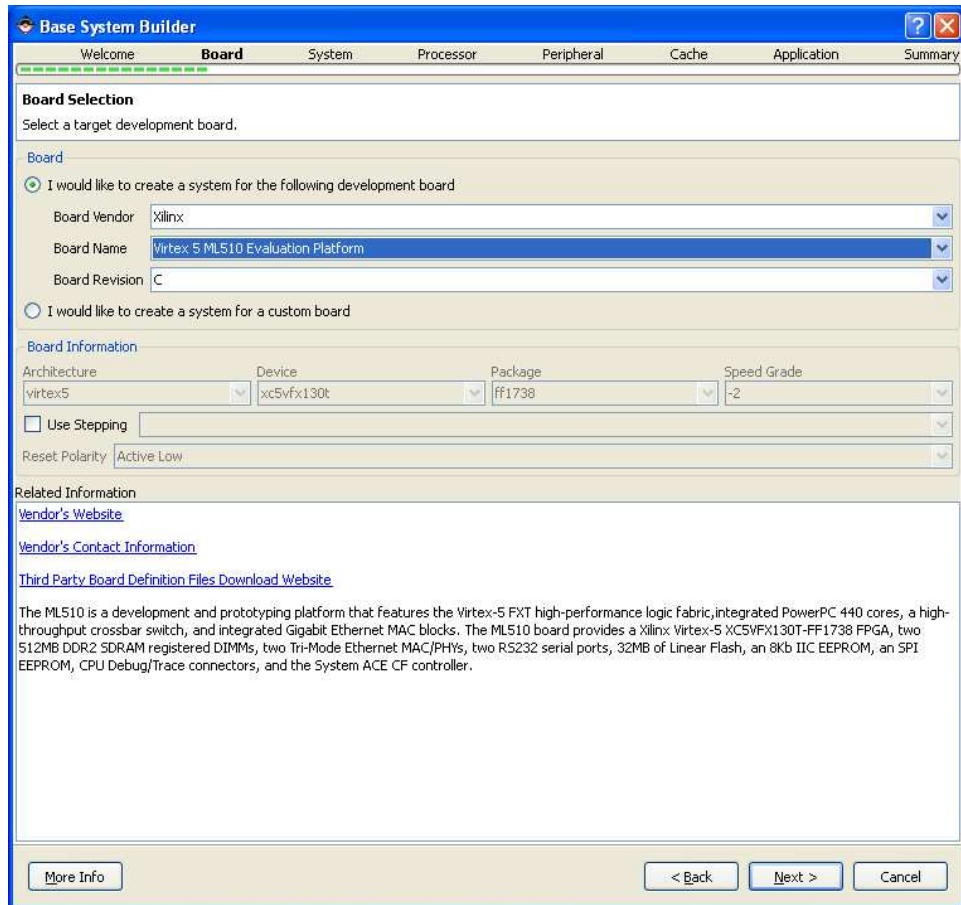 Base System Builder
Welcome Board System Processor Peripheral Cache Application Summary
Board Selection
Select a target development board.
Board
I would like to create a system for the following development board
Board Vendor Xilinx
Board Name Virtex 5 ML510 Evaluation Platform
Board Revision C
I would like to create a system for a custom board
Board Information
Architecture Device Package Speed Grade
virtex5 xc5vfx130t ff1738 -2
Use Stepping
Reset Polarity Active Low
Related Information
Vendor's Website
Vendor's Contact Information
Third Party Board Definition Files Download Website
The ML510 is a development and prototyping platform that features the Virtex-5 FXT high-performance logic fabric,integrated PowerPC 440 cores, a high-
throughput crossbar switch, and integrated Gigabit Ethernet MAC blocks. The ML510 board provides a Xilinx Virtex-5 XC5VFX130T-FF1738 FPGA, two
512MB DDR2 SDRAM registered DIMMs, two Tri-Mode Ethernet MAC/PHYs, two RS232 serial ports, 32MB of Linear Flash, an 8Kb IIC EEPROM, an SPI
EEPROM, CPU Debug/Trace connectors, and the System ACE CF controller.
More Info < Back Next > Cancel